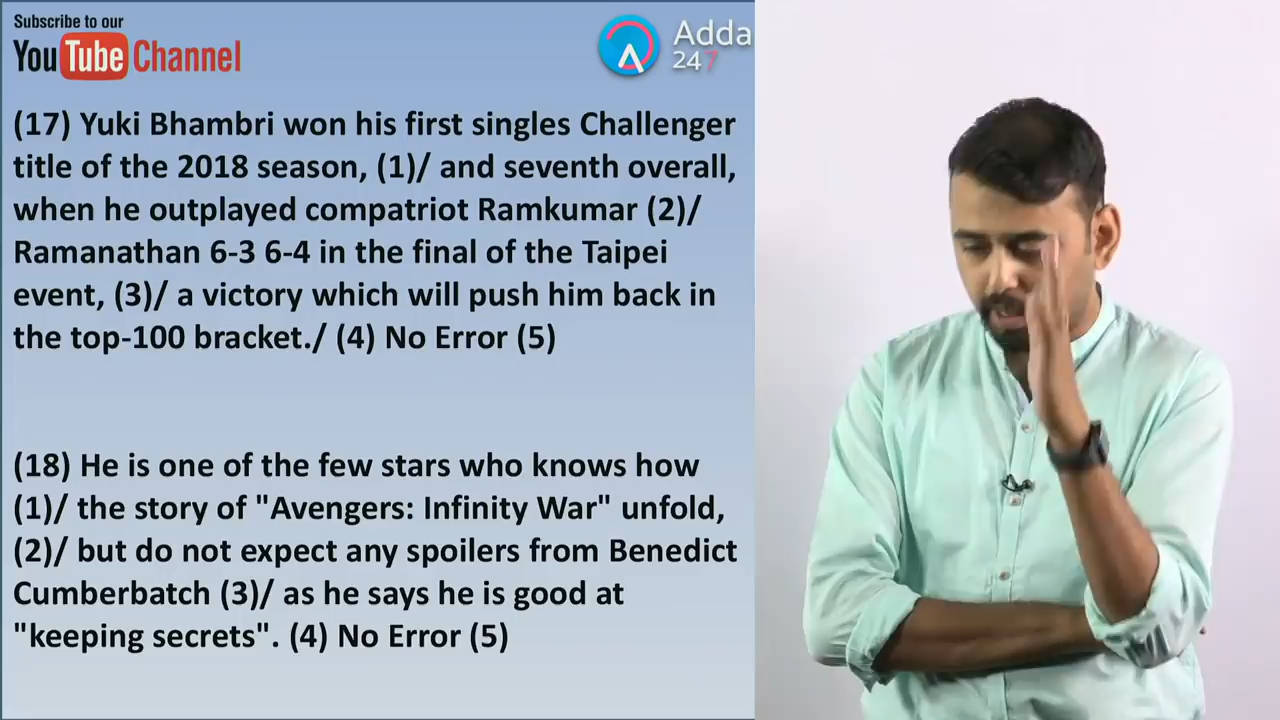 Subscribe to our
YouTube Channel
Adda
247
(17) Yuki Bhambri won his first singles Challenger
title of the 2018 season, (1)/ and seventh overall,
when he outplayed compatriot Ramkumar (2)/
Ramanathan 6-3 6-4 in the final of the Taipei
event, (3)/ a victory which will push him back in
the top-100 bracket./ (4) No Error (5)
(18) He is one of the few stars who knows how
(1)/ the story of "Avengers: Infinity War" unfold,
(2)/ but do not expect any spoilers from Benedict
Cumberbatch (3)/ as he says he is good at
"keeping secrets". (4) No Error (5)